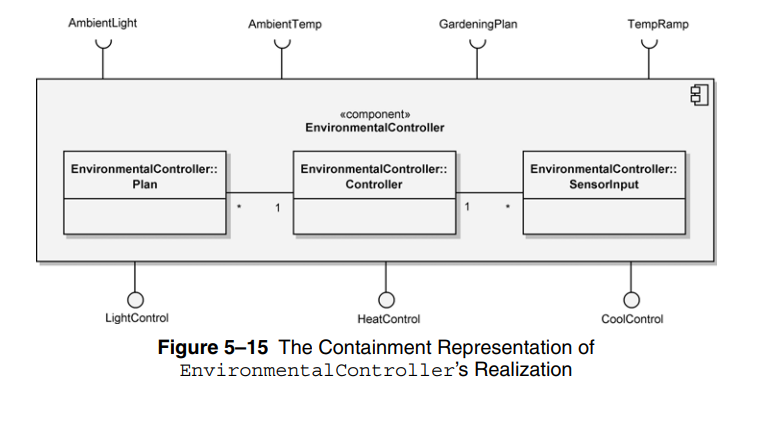 AmbientLight
AmbientTemp
GardeningPlan
TempRamp
«component»
EnvironmentalController
EnvironmentalController::
Plan
EnvironmentalController::
Controller
EnvironmentalController::
SensorInput
*
1
1
*
LightControl
HeatControl
CoolControl
Figure 5–15 The Containment Representation of
EnvironmentalController's Realization